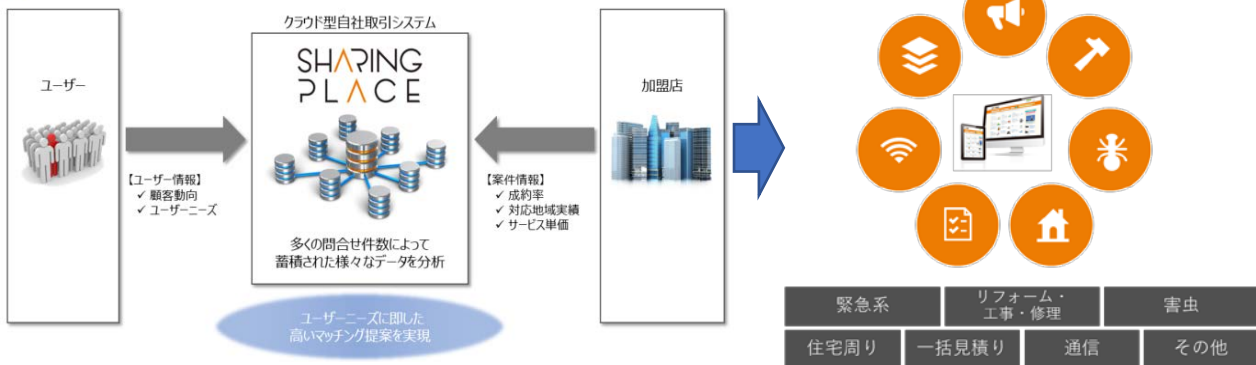 クラウド型自社取引システム
SHARING
PLACE
ユーザー
加盟店
【ユーザー情報】
✓ 顧客動向
✓ ユーザーニーズ
【案件情報】
✓ 成約率
✓ 対応地域実績
✓ サービス単価
多くの問合せ件数によって
蓄積された様々なデータを分析
ユーザーニーズに即した
高いマッチング提案を実現
緊急系
リフォーム・
工事・修理
害虫
住宅周り
一括見積り
通信
その他